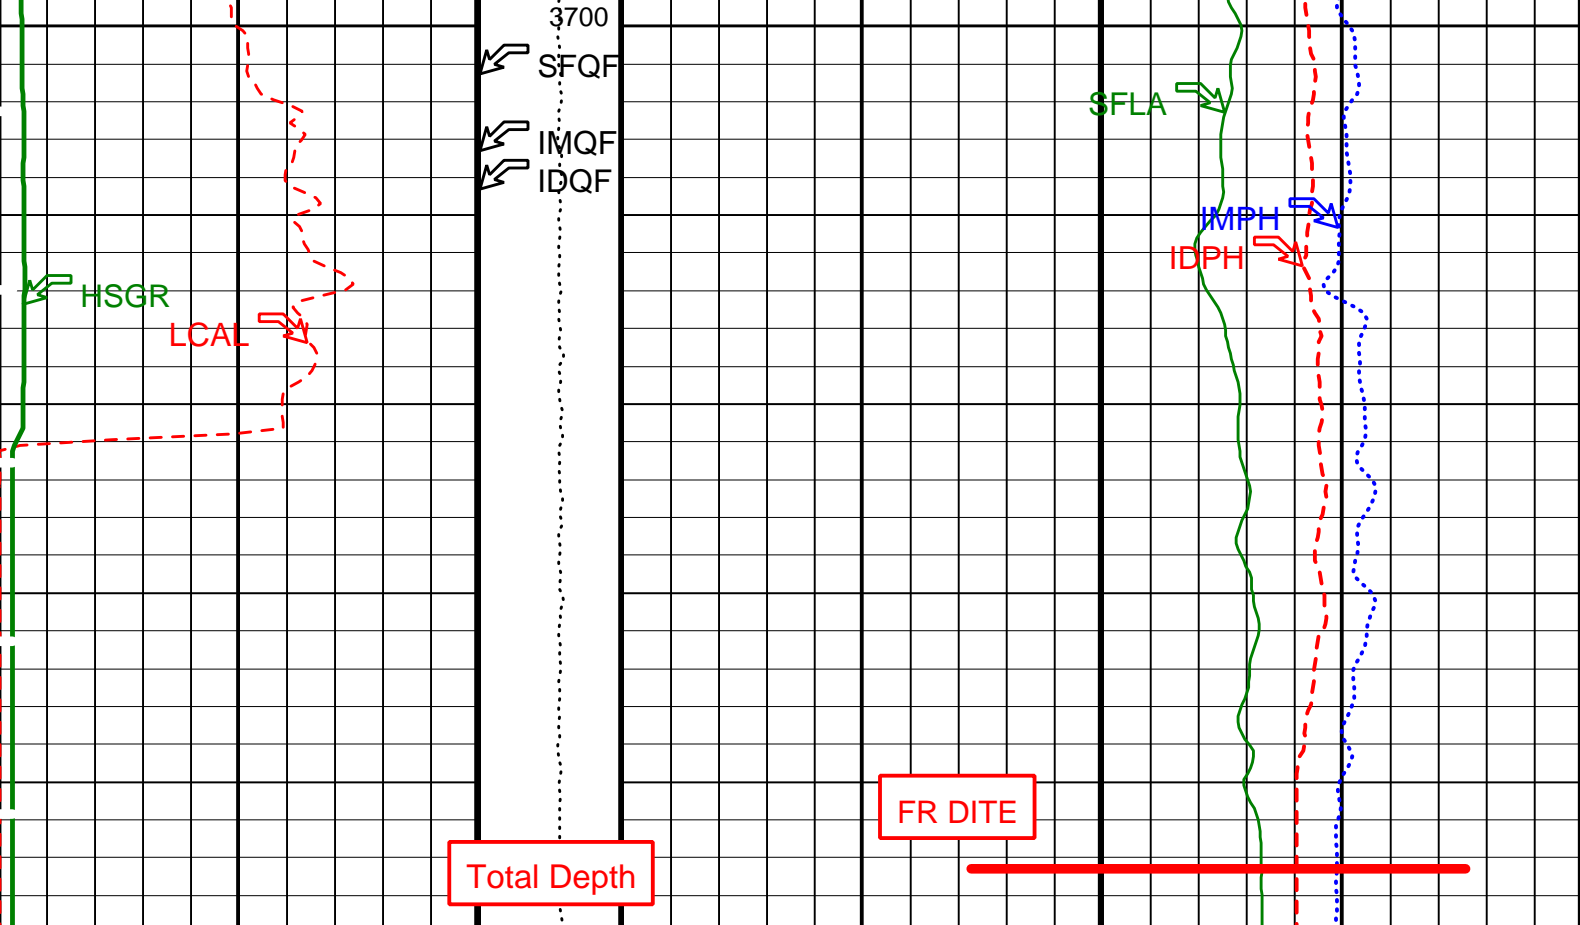 3700
SFQF
SFLA
IMQF
IDQF
IMPH
IDPH
HSGR
LCAL
FR DITE
Total Depth